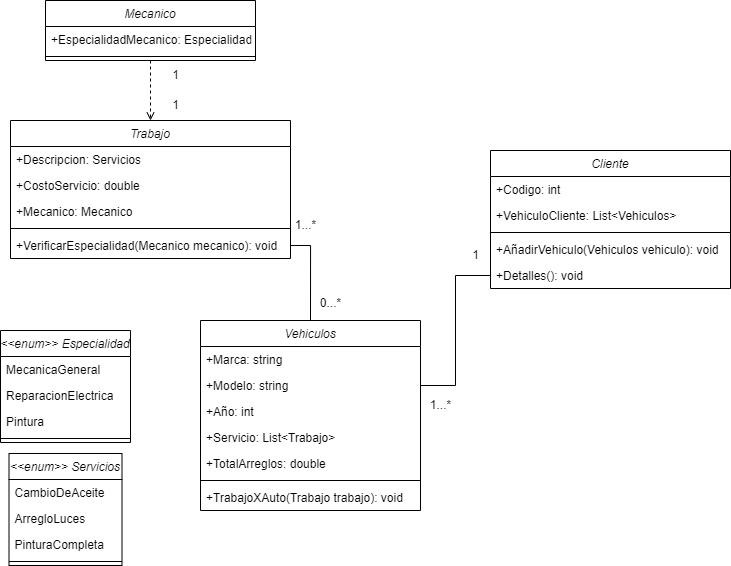 Mecanico
+EspecialidadMecanico: Especialidad
1
1
Trabajo
+Descripcion: Servicios
+CostoServicio: double
+Mecanico: Mecanico
+VerificarEspecialidad(Mecanico mecanico): void
1...*
0...*
Cliente
+Codigo: int
+VehiculoCliente: List<Vehiculos>
+AñadirVehiculo(Vehiculos vehiculo): void
+Detalles(): void
1
1...*
Vehiculos
+Marca: string
+Modelo: string
+Año: int
+Servicio: List<Trabajo>
+TotalArreglos: double
+TrabajoXAuto(Trabajo trabajo): void
<<enum>> Especialidad
MecanicaGeneral
ReparacionElectrica
Pintura
<<enum>> Servicios
CambioDeAceite
ArregloLuces
PinturaCompleta